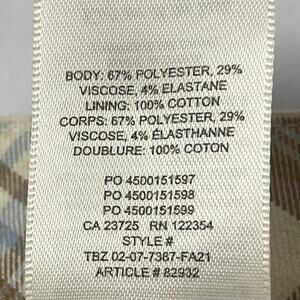 BODY: 67% POLYESTER, 29%
VISCOSE, 4% ELASTANE
LINING: 100% COTTON
CORPS: 67% POLYESTER, 29%
VISCOSE, 4% ÉLASTHANNE
DOUBLURE: 100% COTON
PO 4500151597
PO 4500151598
PO 4500151599
CA 23725 RN 122354
STYLE #
TBZ 02-07-7387-FA21
ARTICLE # 82932